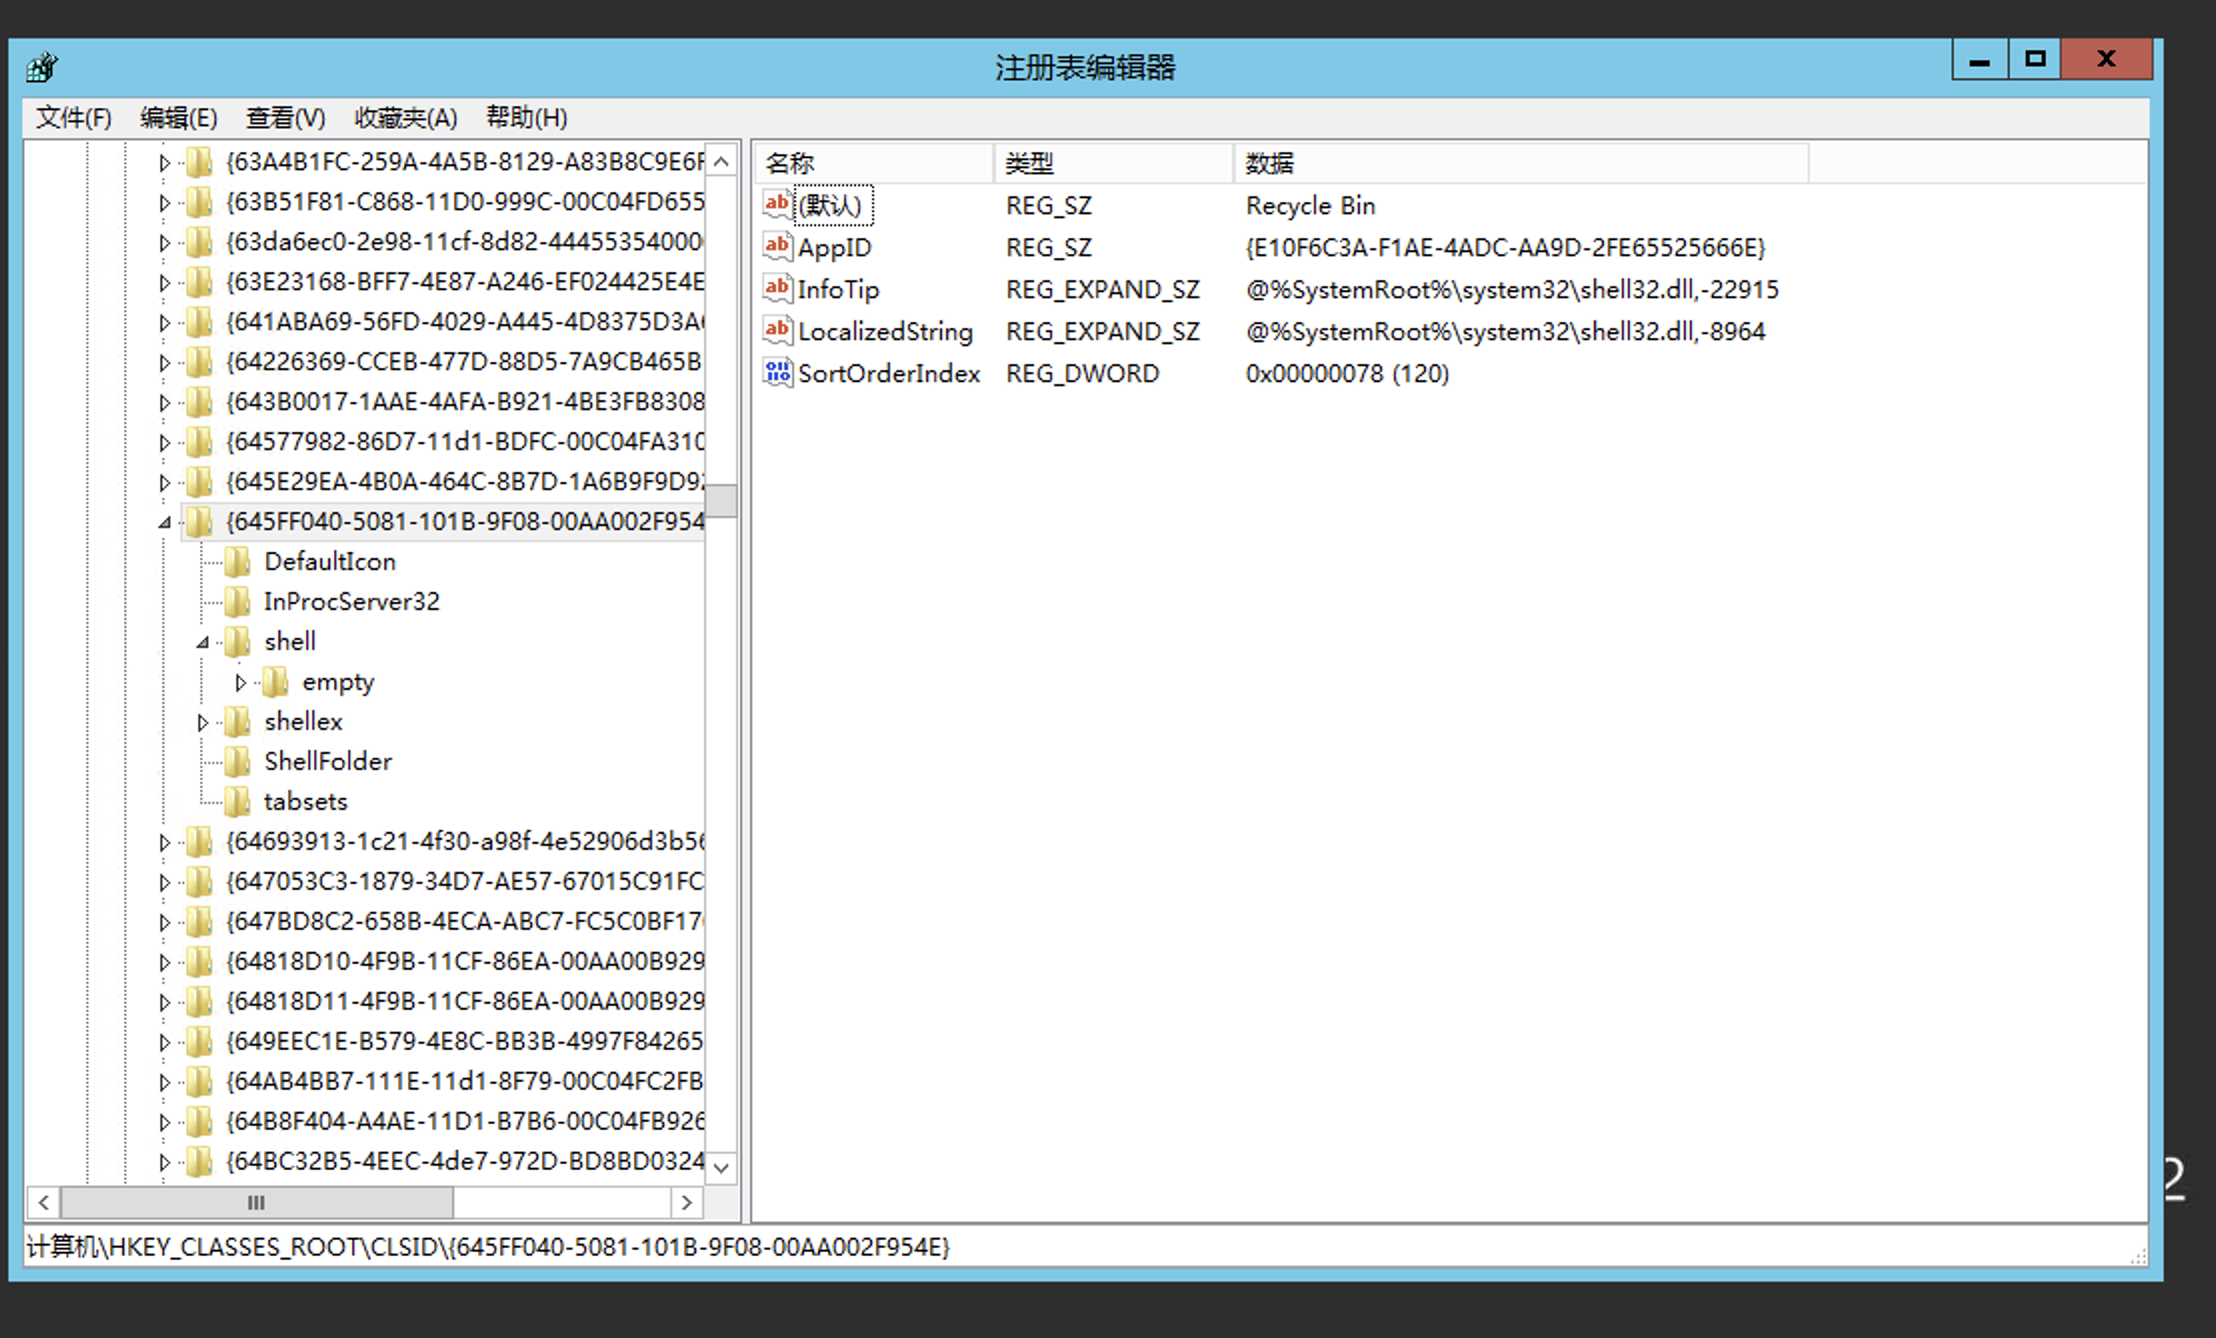 注册表编辑器
文件(F) 编辑(E) 查看(V) 收藏夹(A) 帮助(H)
{63A4B1FC-259A-4A5B-8129-A83B8C9E6F
{63B51F81-C868-11D0-999C-00C04FD655
{63da6ec0-2e98-11cf-8d82-444553540000
{63E23168-BFF7-4E87-A246-EF024425E4E
{641ABA69-56FD-4029-A445-4D8375D3A
{64226369-CCEB-477D-88D5-7A9CB465B
{643B0017-1AAE-4AFA-B921-4BE3FB8308
{64577982-86D7-11d1-BDFC-00C04FA310
{645E29EA-4B0A-464C-8B7D-1A6B9F9D92
{645FF040-5081-101B-9F08-00AA002F954
DefaultIcon
InProcServer32
shell
empty
shellex
ShellFolder
tabsets
{64693913-1c21-4f30-a98f-4e52906d3b56
{647053C3-1879-34D7-AE57-67015C91FC
{647BD8C2-658B-4ECA-ABC7-FC5C0BF17
{64818D10-4F9B-11CF-86EA-00AA00B929
{64818D11-4F9B-11CF-86EA-00AA00B929
{649EEC1E-B579-4E8C-BB3B-4997F84265
{64AB4BB7-111E-11d1-8F79-00C04FC2FB
{64B8F404-A4AE-11D1-B7B6-00C04FB926
{64BC32B5-4EEC-4de7-972D-BD8BD0324
名称 类型 数据
(默认) REG_SZ Recycle Bin
AppID REG_SZ {E10F6C3A-F1AE-4ADC-AA9D-2FE65525666E}
InfoTip REG_EXPAND_SZ @%SystemRoot%\system32\shell32.dll,-22915
LocalizedString REG_EXPAND_SZ @%SystemRoot%\system32\shell32.dll,-8964
SortOrderIndex REG_DWORD 0x00000078 (120)
2
计算机\HKEY_CLASSES_ROOT\CLSID\{645FF040-5081-101B-9F08-00AA002F954E}